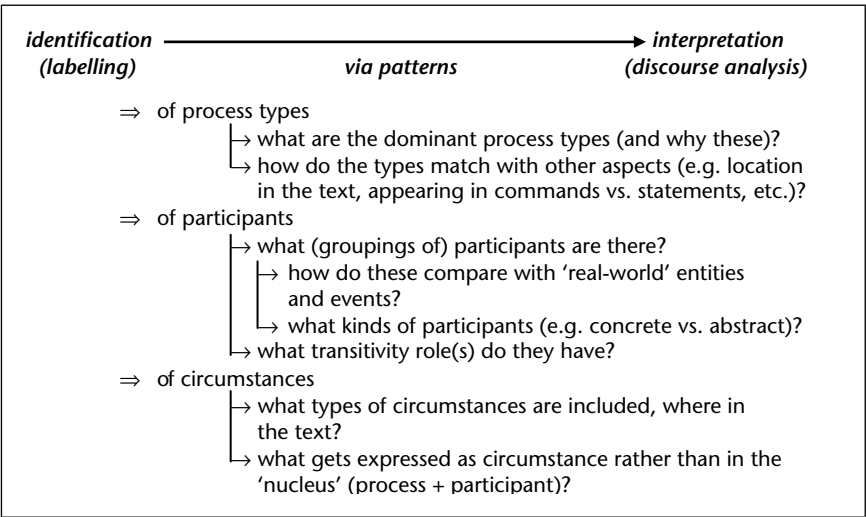 identification → interpretation
(labelling) via patterns (discourse analysis)
⇒ of process types
→ what are the dominant process types (and why these)?
→ how do the types match with other aspects (e.g. location
in the text, appearing in commands vs. statements, etc.)?
⇒ of participants
→ what (groupings of) participants are there?
→ how do these compare with ‘real-world’ entities
and events?
→ what kinds of participants (e.g. concrete vs. abstract)?
→ what transitivity role(s) do they have?
⇒ of circumstances
→ what types of circumstances are included, where in
the text?
→ what gets expressed as circumstance rather than in the
‘nucleus’ (process + participant)?